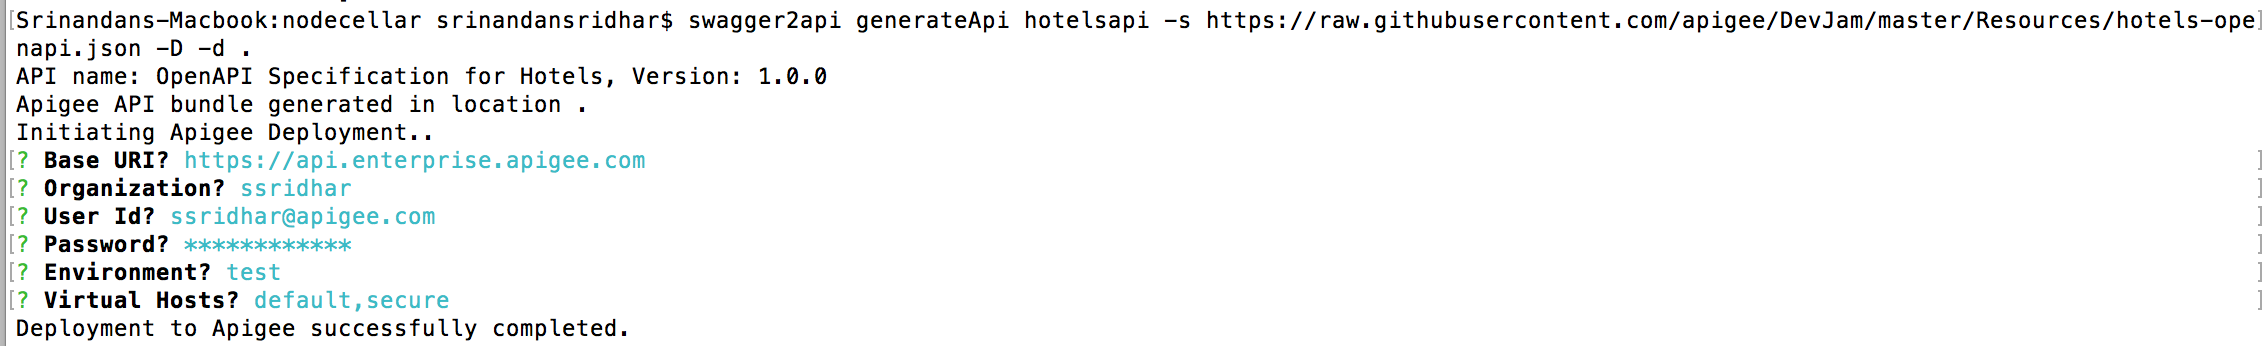 [Srinandans-Macbook:nodecellar srinandansridhar$ swagger2api generateApi hotelsapi -s https://raw.githubusercontent.com/apigee/DevJam/master/Resources/hotels-ope]
napi.json -D -d .
API name: OpenAPI Specification for Hotels, Version: 1.0.0
Apigee API bundle generated in location .
Initiating Apigee Deployment..
[? Base URI? https://api.enterprise.apigee.com ]
[? Organization? ssridhar ]
[? User Id? ssridhar@apigee.com ]
[? Password? ************ ]
[? Environment? test ]
[? Virtual Hosts? default,secure ]
Deployment to Apigee successfully completed.